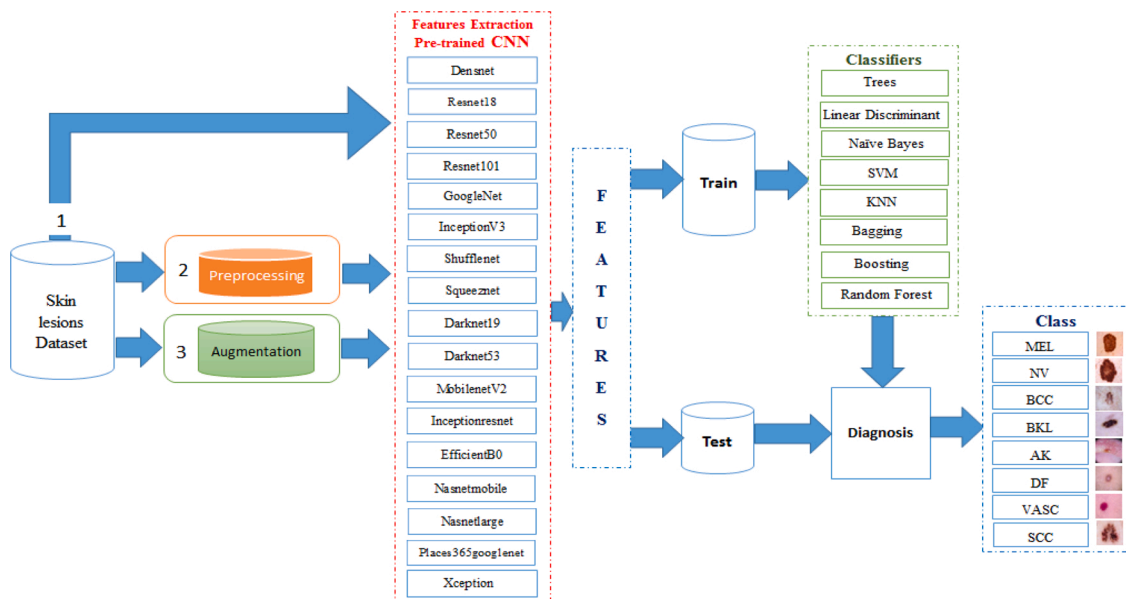 1
Skin
lesions
Dataset
2
Preprocessing
3
Augmentation
Features Extraction
Pre-trained CNN
Densnet
Resnet18
Resnet50
Resnet101
GoogleNet
InceptionV3
Shufflenet
Squeeznet
Darknet19
Darknet53
MobilenetV2
Inceptionresnet
EfficientB0
Nasnetmobile
Nasnetlarge
Places365googlenet
Xception
F
E
A
T
U
R
E
S
Train
Test
Classifiers
Trees
Linear Discriminant
Naïve Bayes
SVM
KNN
Bagging
Boosting
Random Forest
Diagnosis
Class
MEL
NV
BCC
BKL
AK
DF
VASC
SCC